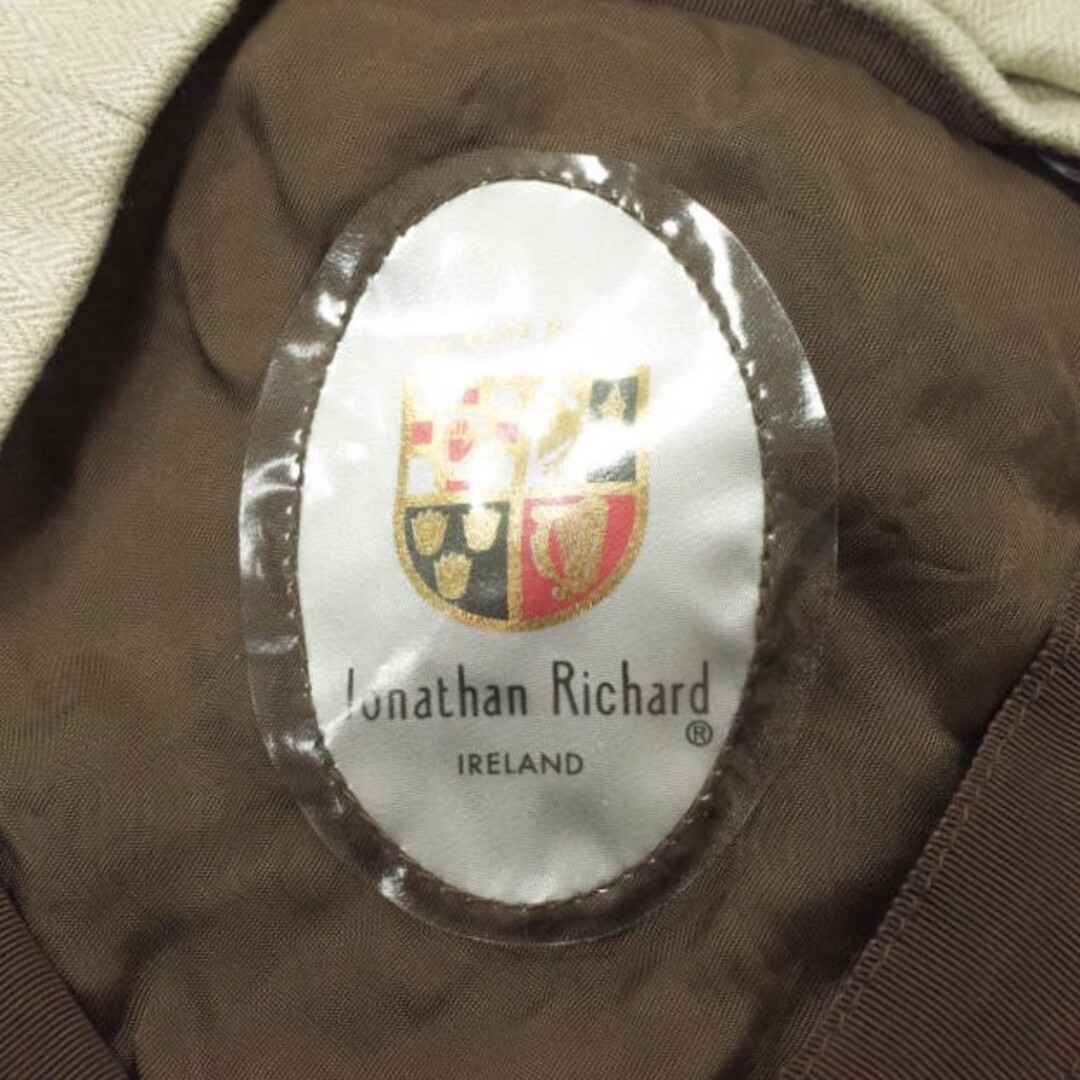 Jonathan Richard
®
IRELAND